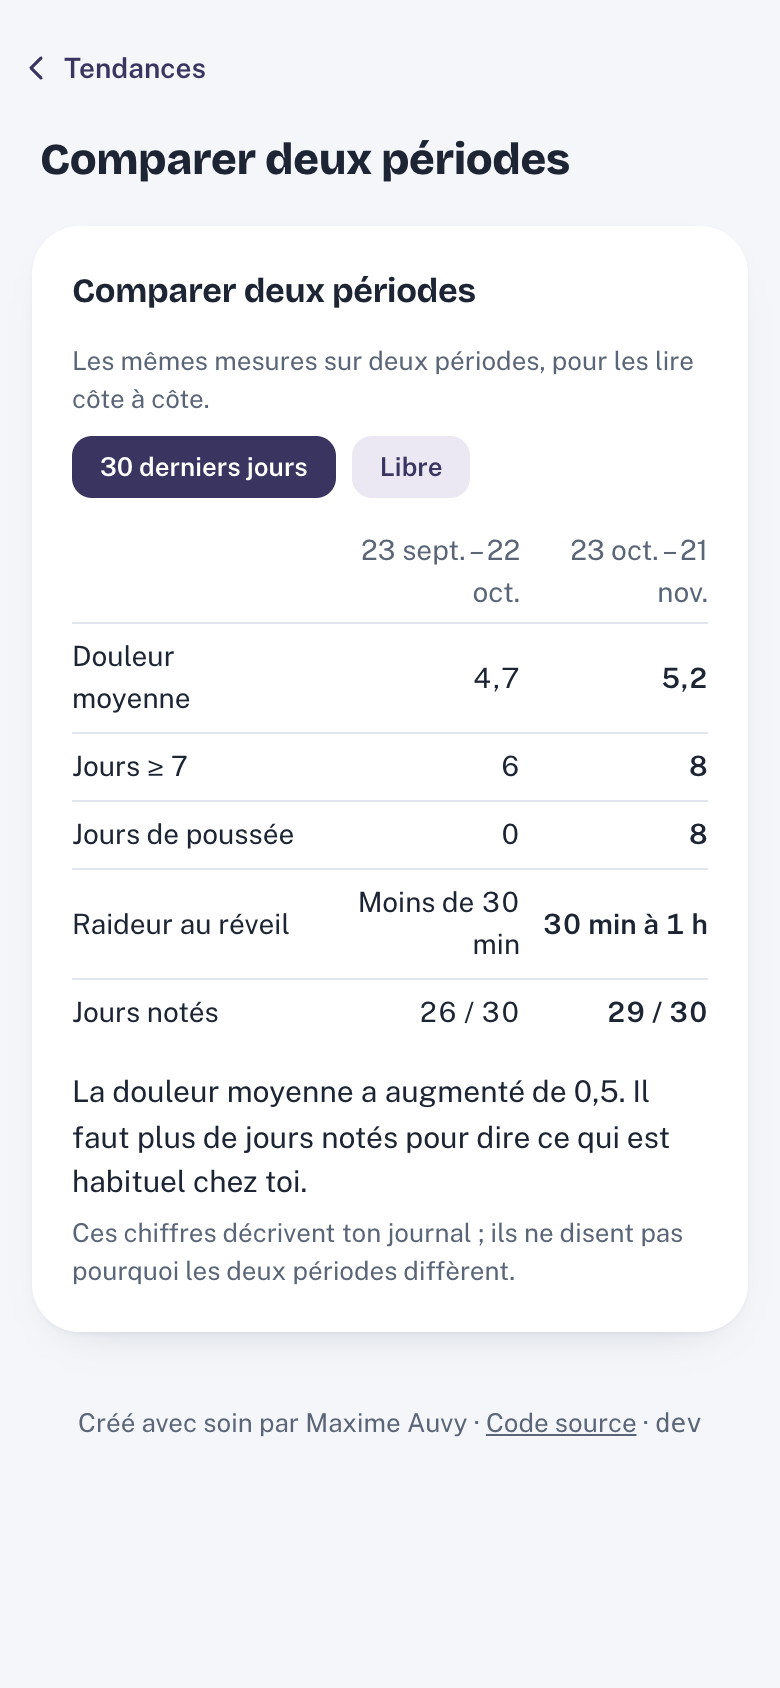 Tendances
Comparer deux périodes
Comparer deux périodes
Les mêmes mesures sur deux périodes, pour les lire
côte à côte.
30 derniers jours Libre
23 sept. – 22 oct. 23 oct. – 21 nov.
Douleur moyenne 4,7 5,2
Jours ≥ 7 6 8
Jours de poussée 0 8
Raideur au réveil Moins de 30 min 30 min à 1 h
Jours notés 26 / 30 29 / 30
La douleur moyenne a augmenté de 0,5. Il
faut plus de jours notés pour dire ce qui est
habituel chez toi.
Ces chiffres décrivent ton journal ; ils ne disent pas
pourquoi les deux périodes diffèrent.
Créé avec soin par Maxime Auvy · Code source · dev